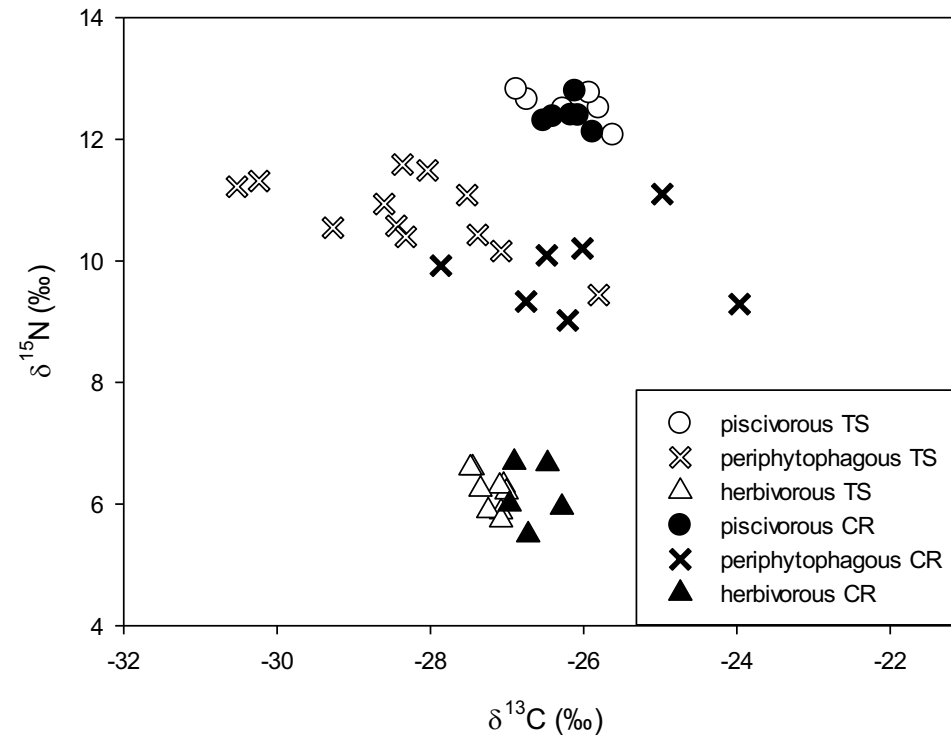 14
12
10
8
6
4
δ15N (‰)
piscivorous TS
periphytophagous TS
herbivorous TS
piscivorous CR
periphytophagous CR
herbivorous CR
-32 -30 -28 -26 -24 -22
δ13C (‰)